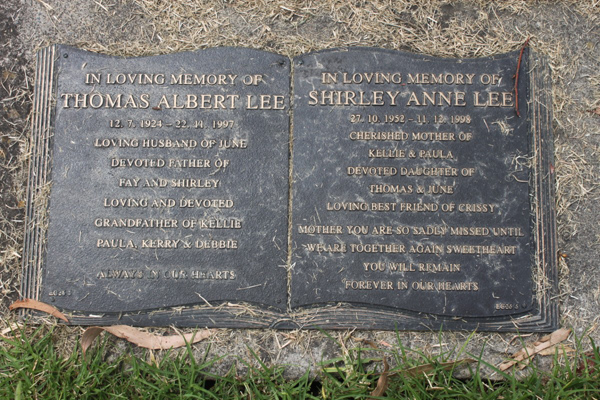 IN LOVING MEMORY OF
THOMAS ALBERT LEE
12. 7. 1924 - 22. 11. 1997
LOVING HUSBAND OF JUNE
DEVOTED FATHER OF
FAY AND SHIRLEY
LOVING AND DEVOTED
GRANDFATHER OF KELLIE
PAULA, KERRY & DEBBIE
ALWAYS IN OUR HEARTS
IN LOVING MEMORY OF
SHIRLEY ANNE LEE
27. 10. 1952 - 11. 12. 1998
CHERISHED MOTHER OF
KELLIE & PAULA
DEVOTED DAUGHTER OF
THOMAS & JUNE
LOVING BEST FRIEND OF CRISSY
MOTHER YOU ARE SO SADLY MISSED UNTIL
WE ARE TOGETHER AGAIN SWEETHEART
YOU WILL REMAIN
FOREVER IN OUR HEARTS